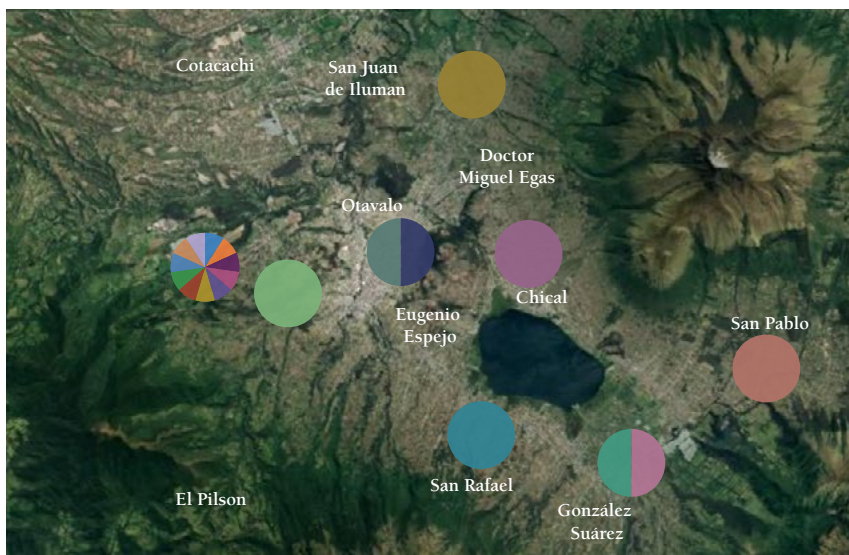 Cotacachi
San Juan
de Iluman
Doctor
Miguel Egas
Otavalo
Chical
Eugenio
Espejo
San Pablo
San Rafael
El Pilson
González
Suárez